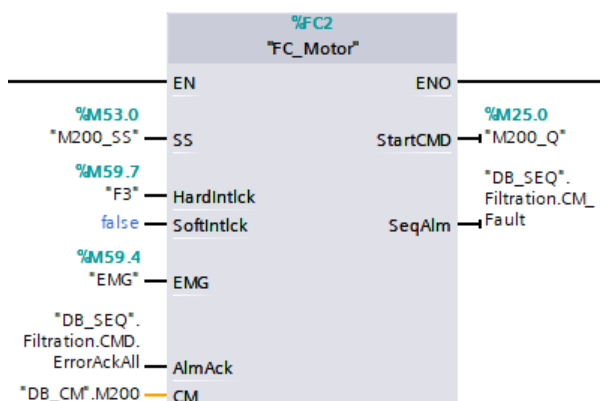 %FC2
"FC_Motor"
EN ENO
%M53.0 %M25.0
"M200_SS" SS StartCMD "M200_Q"
%M59.7 "DB_SEQ".
"F3" HardIntlck Filtration.CM_
false SoftIntlck SeqAlm Fault
%M59.4
"EMG" EMG
"DB_SEQ".
Filtration.CMD.
ErrorAckAll AlmAck
"DB_CM".M200 CM